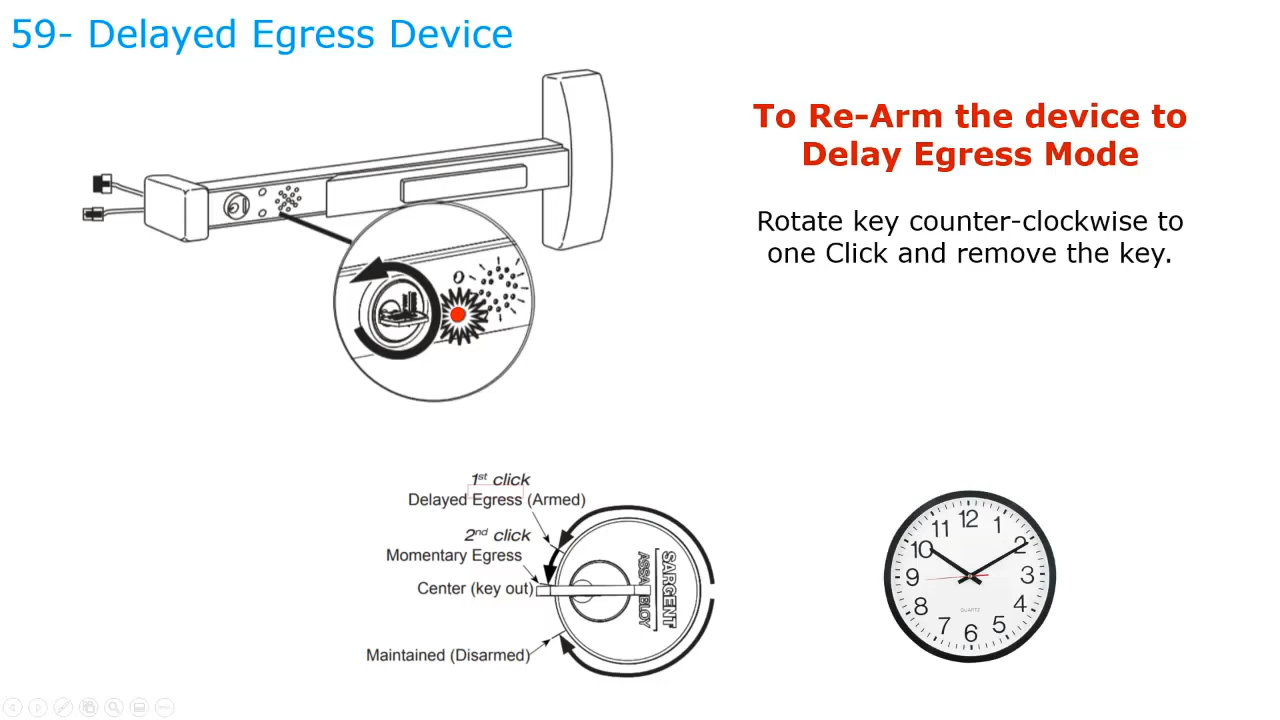 59- Delayed Egress Device
To Re-Arm the device to
Delay Egress Mode
Rotate key counter-clockwise to
one Click and remove the key.
1st click
Delayed Egress (Armed)
2nd click
Momentary Egress
Center (key out)
Maintained (Disarmed)
SARGENT
12
1
2
3
4
5
6
7
8
9
10
11
QUARTZ